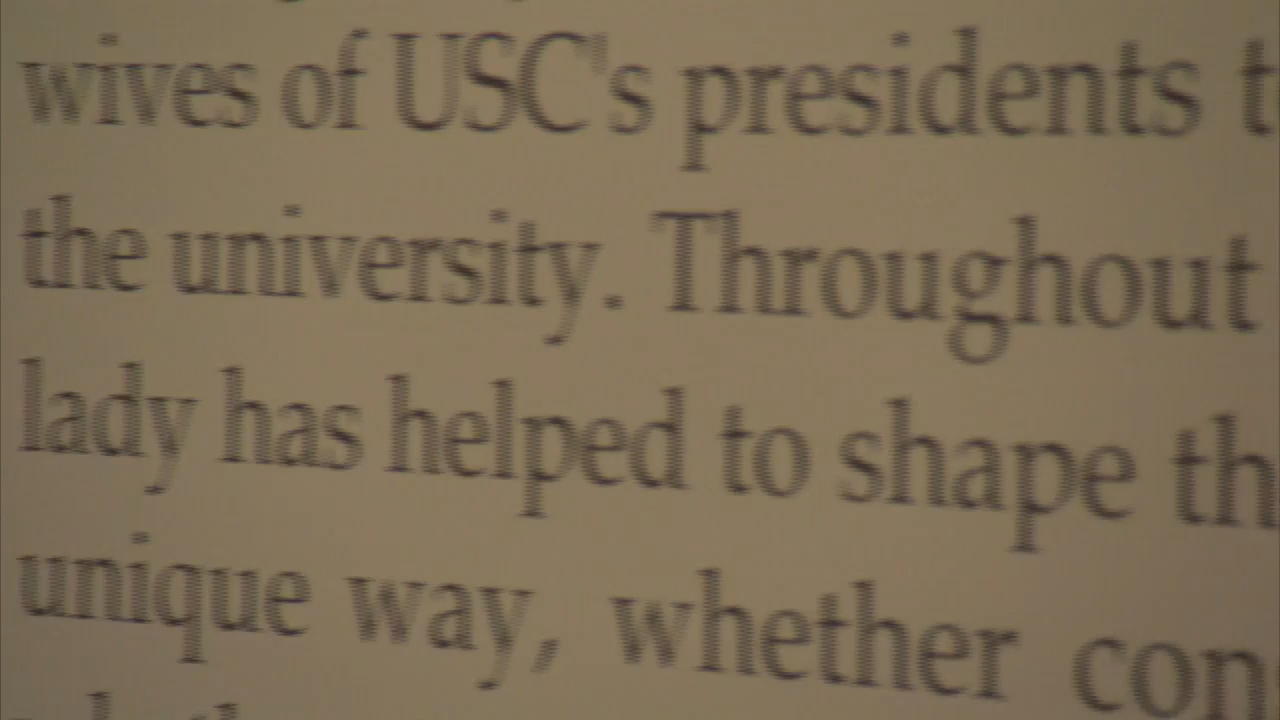 wives of USC's presidents
the university. Throughout
lady has helped to shape
unique way, whether